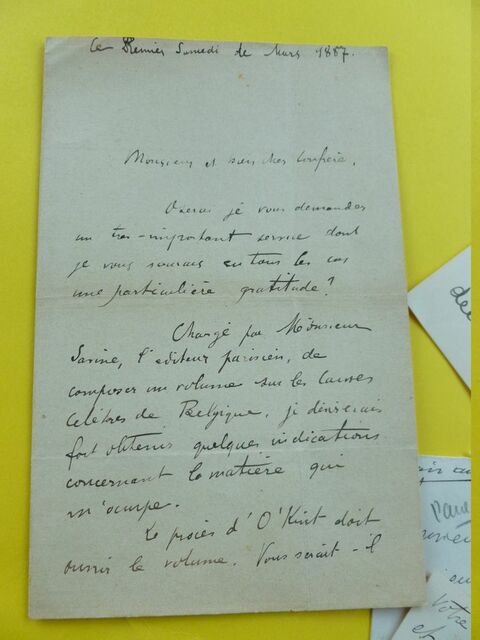 Ce Premier Samedi de Mars 1887.
Monsieur et bien cher Confrère,
Oserai je vous demander
un très-important service dont
je vous saurais en tous les cas
une particulière gratitude?
Chargé par Monsieur
Savine, l'éditeur parisien, de
composer un volume sur les Causes
Célèbres de Belgique, je désirerais
fort obtenir quelques indications
concernant la matière qui
m'occupe.
Le procès d'O'Kint doit
ouvrir le volume. Vous serait-il